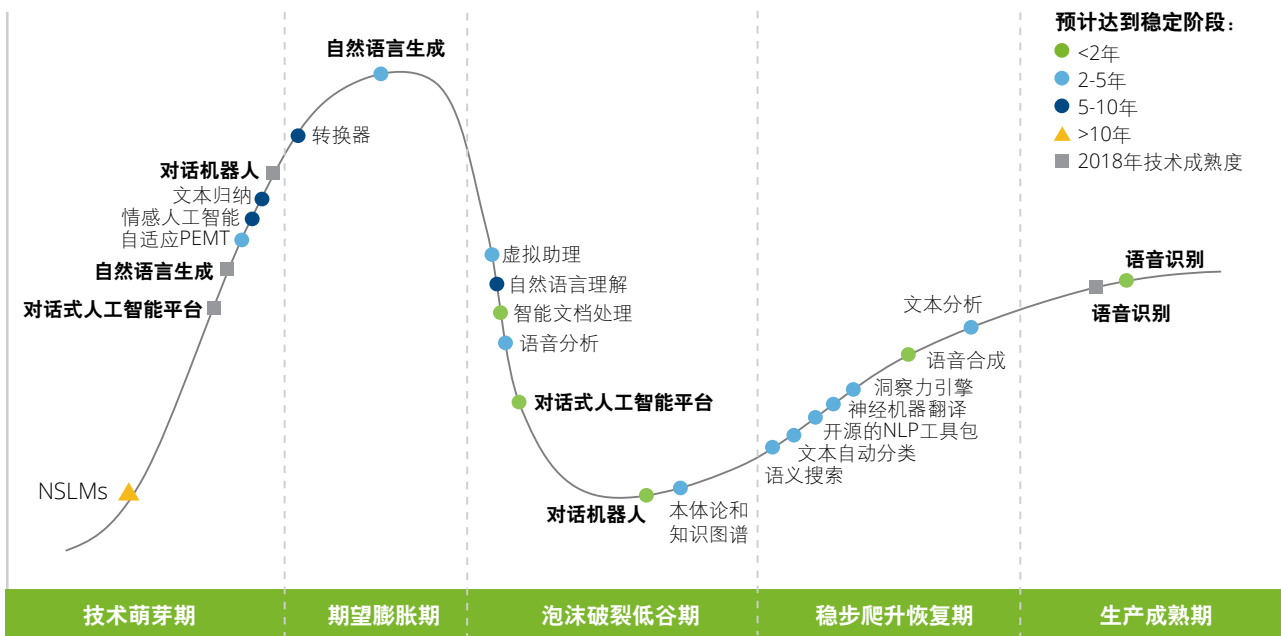 预计达到稳定阶段：
<2年
2-5年
5-10年
>10年
2018年技术成熟度
自然语言生成
转换器
对话机器人
文本归纳
情感人工智能
自适应PEMT
自然语言生成
对话式人工智能平台
NSLMs
虚拟助理
自然语言理解
智能文档处理
语音分析
对话式人工智能平台
对话机器人
本体论和
知识图谱
语音识别
语音识别
文本分析
语音合成
洞察力引擎
神经机器翻译
开源的NLP工具包
文本自动分类
语义搜索
技术萌芽期
期望膨胀期
泡沫破裂低谷期
稳步爬升恢复期
生产成熟期